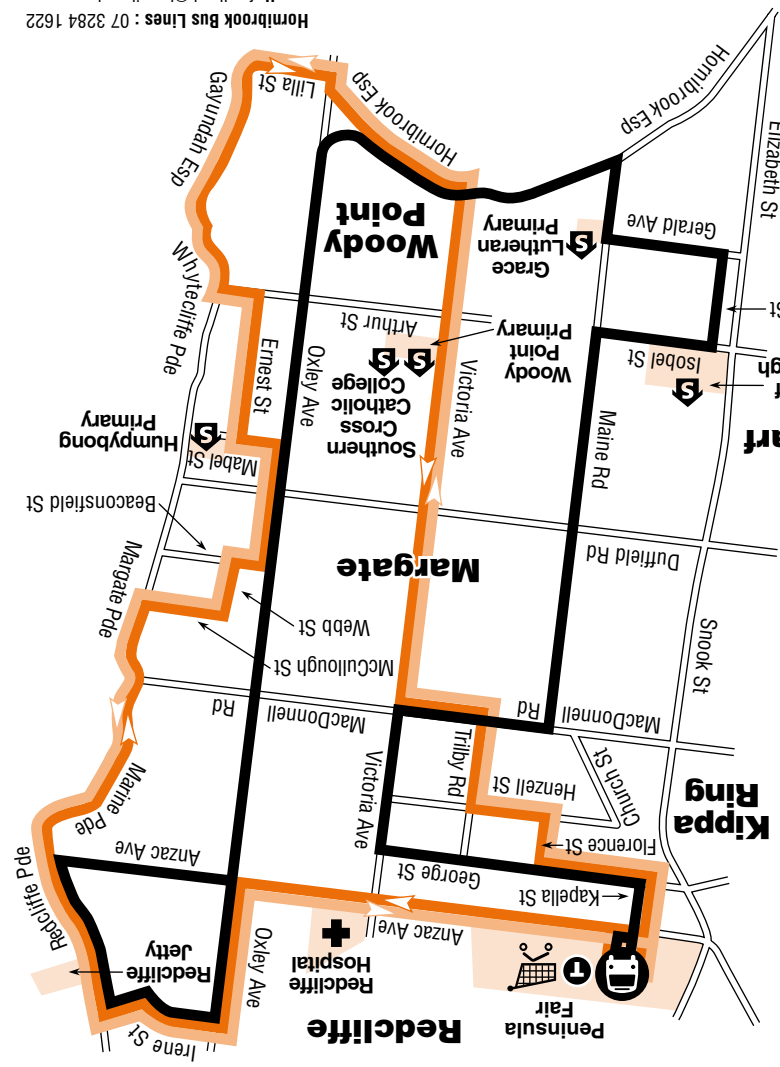 Irene St
Redcliffe
Peninsula
Fair
T
Redcliffe
Hospital
Oxley Ave
Redcliffe
Jetty
Redcliffe Pde
Anzac Ave
Kapella St
George St
Anzac Ave
Florence St
Kippa
Ring
Church St
Henzell St
Trilby Rd
Victoria Ave
Marine Pde
MacDonnell
Rd
MacDonnell
Rd
Snook St
McCullough St
Webb St
Margate Pde
Margate
Duffield Rd
Beaconsfield St
Mabel St
S
Humpybong
Primary
arf
f
gh
S
Isobel St
Maine Rd
Victoria Ave
Southern
Cross
Catholic
College
S
S
Woody
Point
Primary
Arthur St
Oxley Ave
Ernest St
Whytecliffe Pde
St
Gerald Ave
Grace
Lutheran
Primary
S
Woody
Point
Elizabeth St
Hornibrook Esp
Hornibrook Esp
Gayundah Esp
Lilla St
Hornibrook Bus Lines : 07 3284 1622